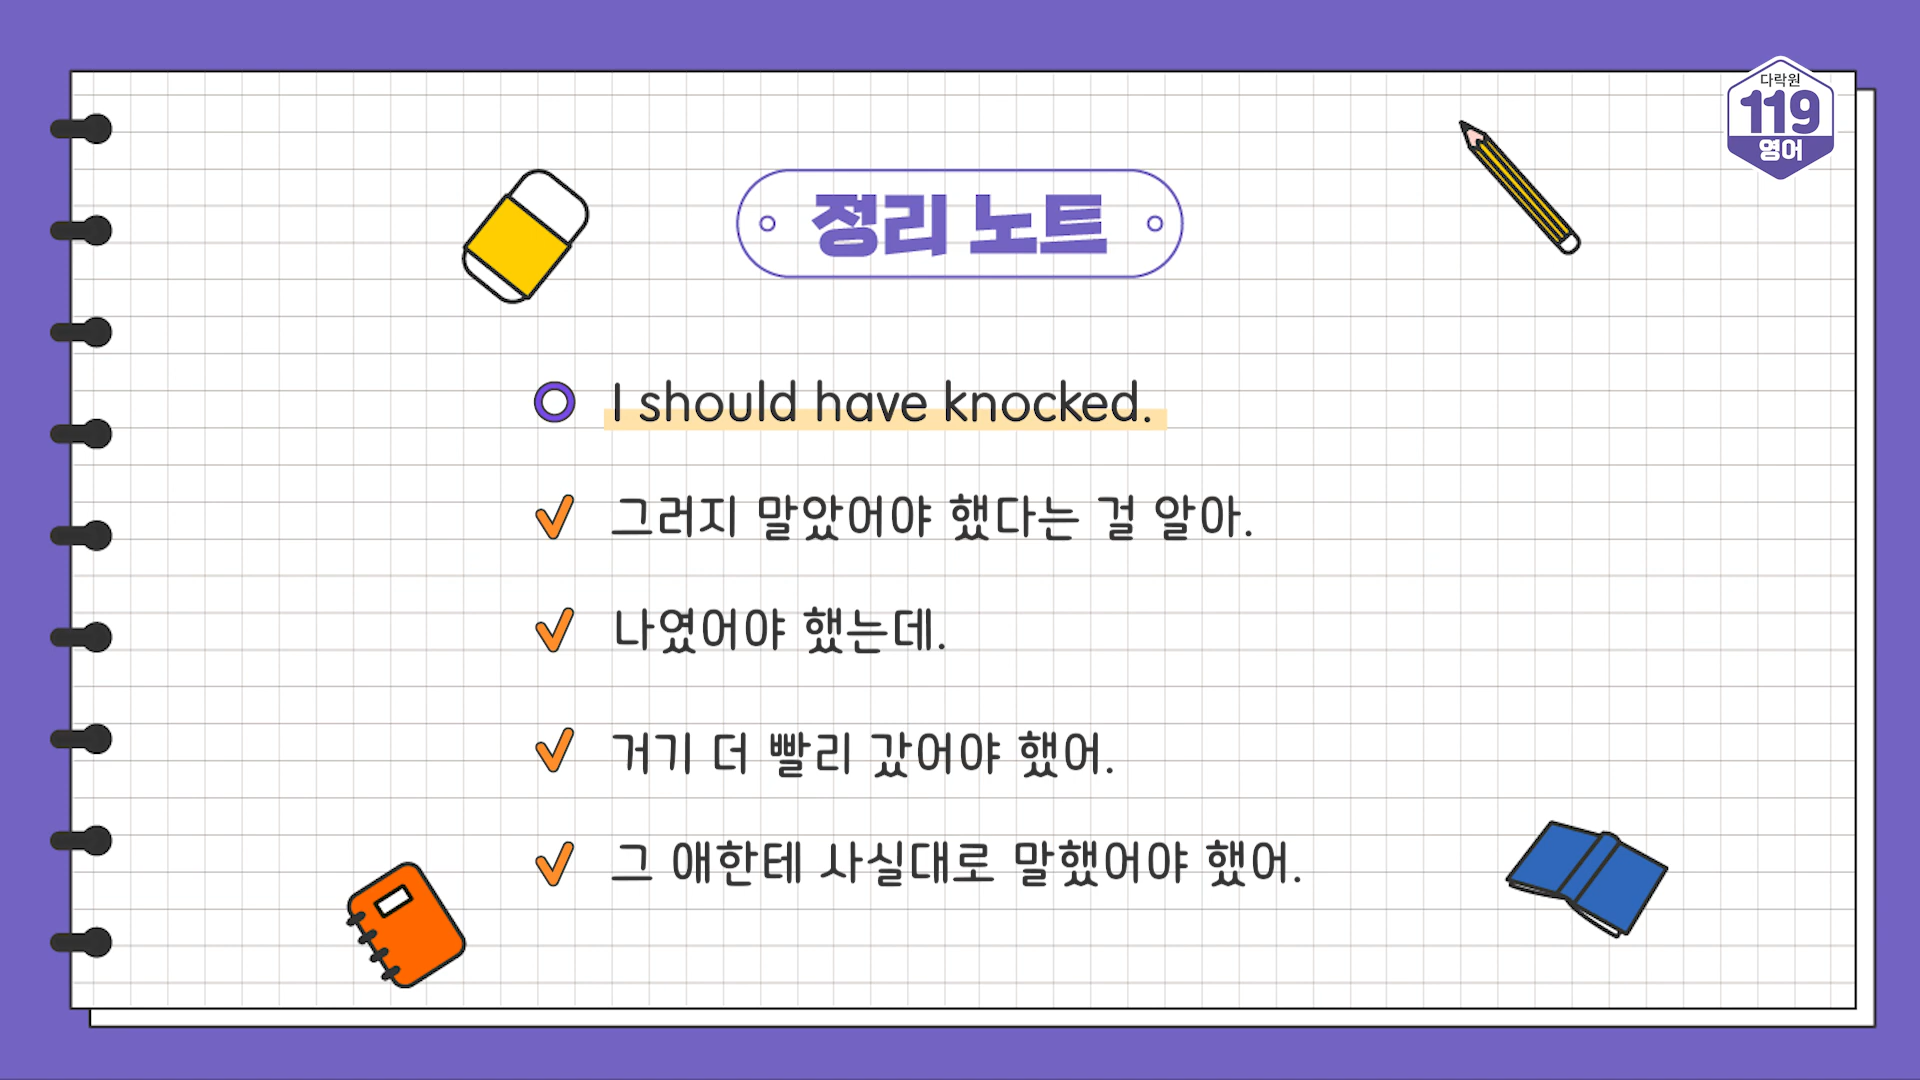 다락원
119
영어
정리 노트
I should have knocked.
그러지 말았어야 했다는 걸 알아.
나였어야 했는데.
거기 더 빨리 갔어야 했어.
그 애한테 사실대로 말했어야 했어.